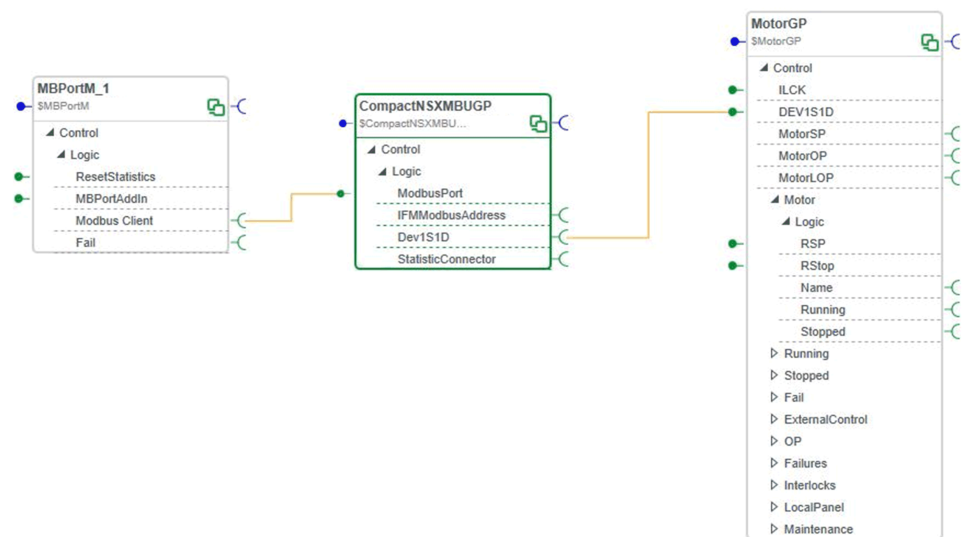 MBPortM_1
$MBPortM
Control
Logic
ResetStatistics
MBPortAddIn
Modbus Client
Fail
CompactNSXMBUGP
$CompactNSXMBU...
Control
Logic
ModbusPort
IFMModbusAddress
Dev1S1D
StatisticConnector
MotorGP
$MotorGP
Control
ILCK
DEV1S1D
MotorSP
MotorOP
MotorLOP
Motor
Logic
RSP
RStop
Name
Running
Stopped
Running
Stopped
Fail
ExternalControl
OP
Failures
Interlocks
LocalPanel
Maintenance